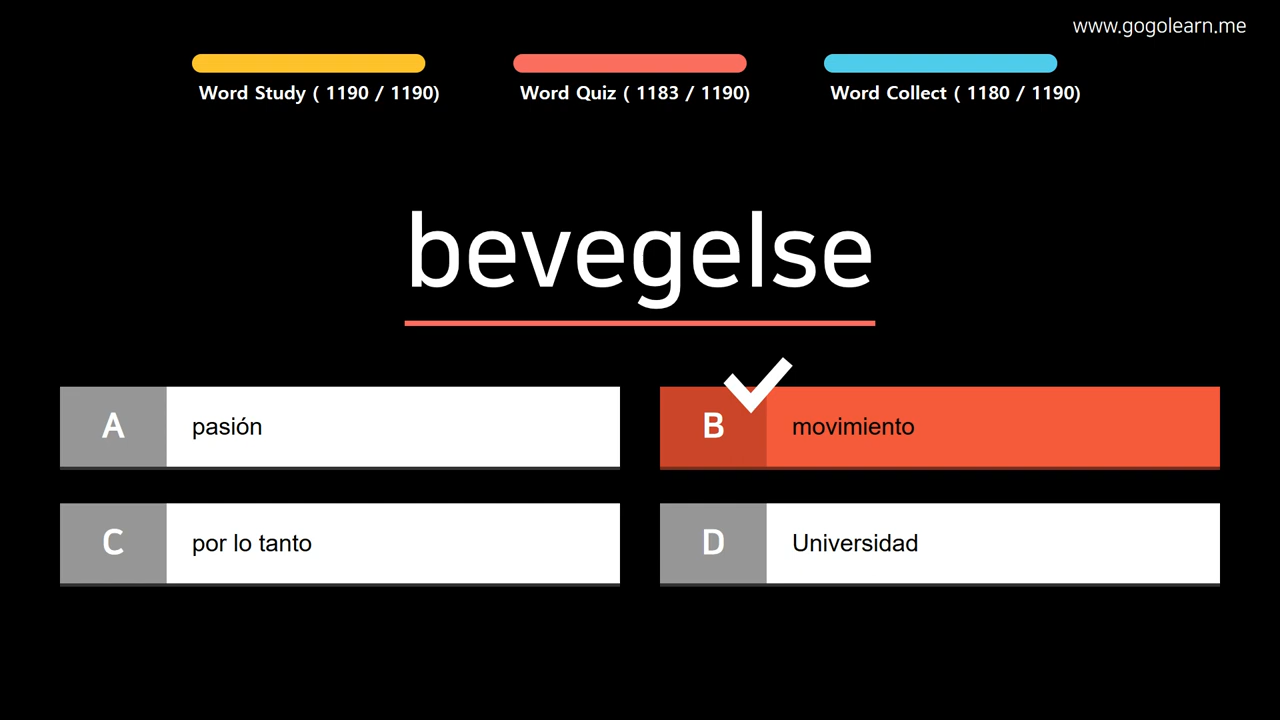 www.gogolearn.me
Word Study ( 1190 / 1190)
Word Quiz ( 1183 / 1190)
Word Collect ( 1180 / 1190)
bevegelse
A pasión
B movimiento
C por lo tanto
D Universidad